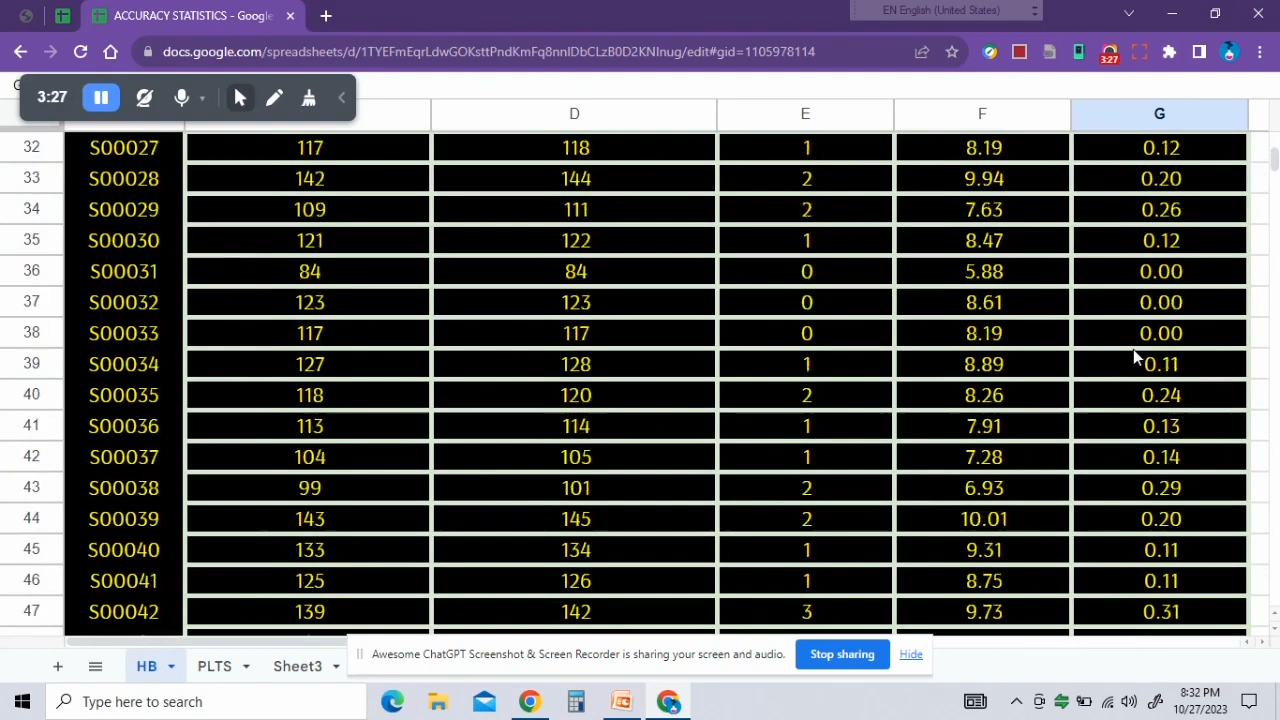 ACCURACY STATISTICS - Google
EN English (United States)
docs.google.com/spreadsheets/d/1TYEFmEqrLdwGOKsttPndKmFq8nnIDbCLzB0D2KNInug/edit#gid=1105978114
3:27
3:27
D E F G
32 S00027 117 118 1 8.19 0.12
33 S00028 142 144 2 9.94 0.20
34 S00029 109 111 2 7.63 0.26
35 S00030 121 122 1 8.47 0.12
36 S00031 84 84 0 5.88 0.00
37 S00032 123 123 0 8.61 0.00
38 S00033 117 117 0 8.19 0.00
39 S00034 127 128 1 8.89 0.11
40 S00035 118 120 2 8.26 0.24
41 S00036 113 114 1 7.91 0.13
42 S00037 104 105 1 7.28 0.14
43 S00038 99 101 2 6.93 0.29
44 S00039 143 145 2 10.01 0.20
45 S00040 133 134 1 9.31 0.11
46 S00041 125 126 1 8.75 0.11
47 S00042 139 142 3 9.73 0.31
Awesome ChatGPT Screenshot & Screen Recorder is sharing your screen and audio. Stop sharing Hide
HB PLTS Sheet3
Type here to search
8:32 PM
10/27/2023